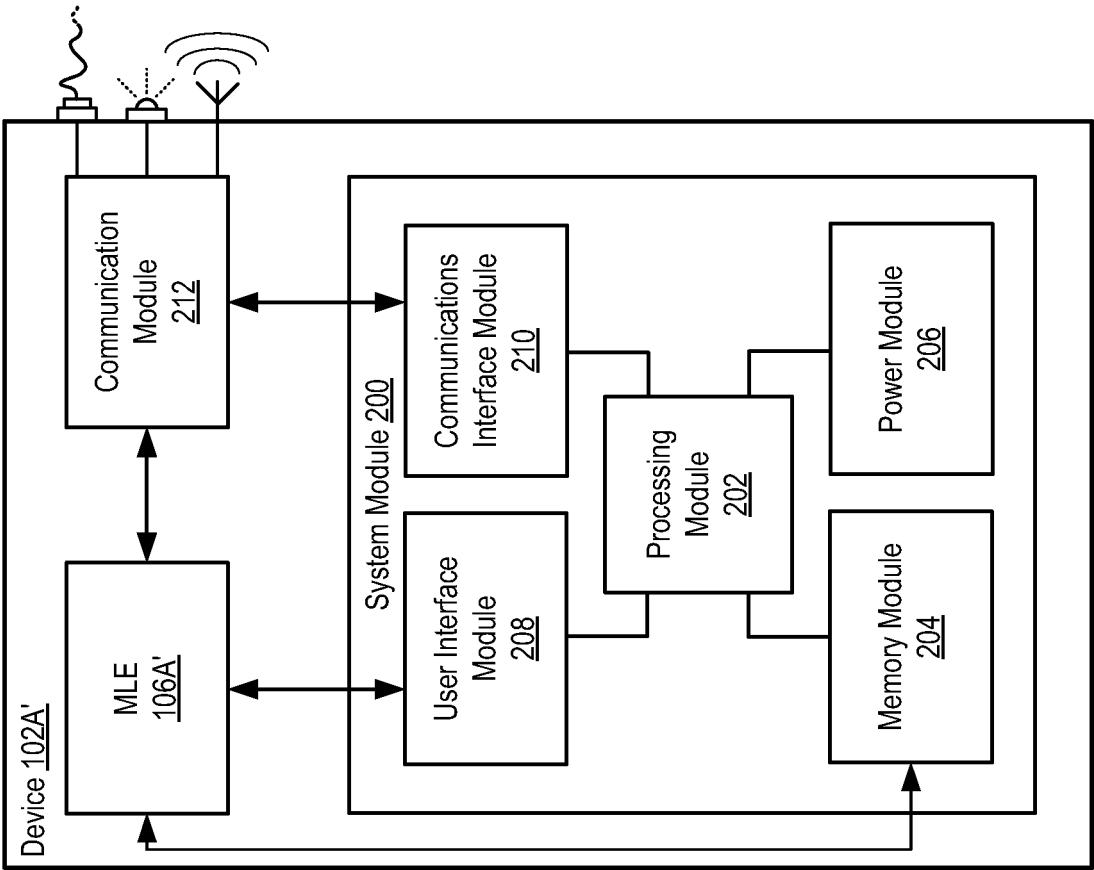 Device 102A'
MLE
106A'
Communication
Module
212
System Module 200
User Interface
Module
208
Communications
Interface Module
210
Processing
Module
202
Memory Module
204
Power Module
206